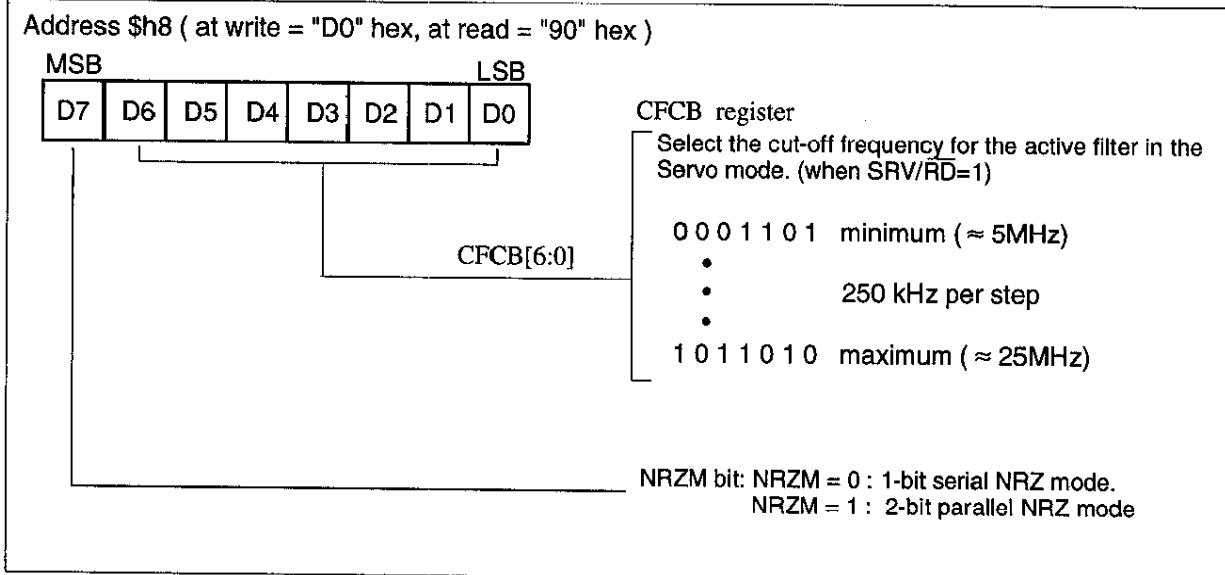 Address $h8 ( at write = "D0" hex, at read = "90" hex )
MSB LSB
D7 D6 D5 D4 D3 D2 D1 D0
CFCB register
Select the cut-off frequency for the active filter in the
Servo mode. (when SRV/R̅D̅=1)
0 0 0 1 1 0 1 minimum ( ≈ 5MHz)
CFCB[6:0]
• 
• 250 kHz per step
•
1 0 1 1 0 1 0 maximum ( ≈ 25MHz)
NRZM bit: NRZM = 0 : 1-bit serial NRZ mode.
NRZM = 1 : 2-bit parallel NRZ mode